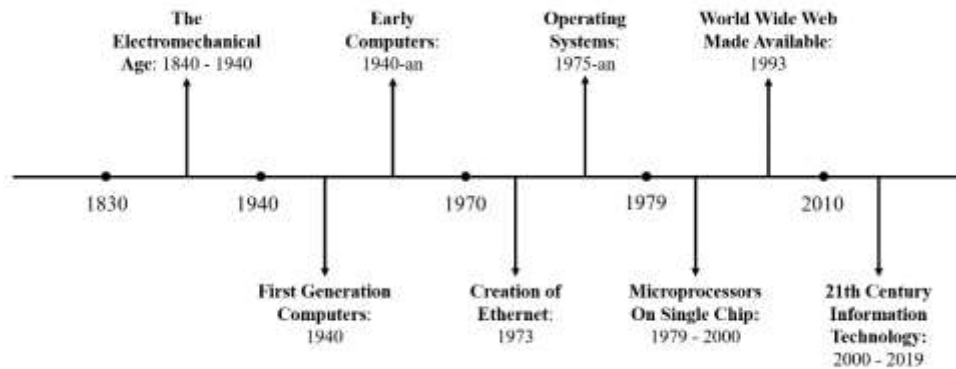 The
Electromechanical
Age: 1840 - 1940
Early
Computers:
1940-an
Operating
Systems:
1975-an
World Wide Web
Made Available:
1993
1830
1940
1970
1979
2010
First Generation
Computers:
1940
Creation of
Ethernet:
1973
Microprocessors
On Single Chip:
1979 - 2000
21th Century
Information
Technology:
2000 - 2019